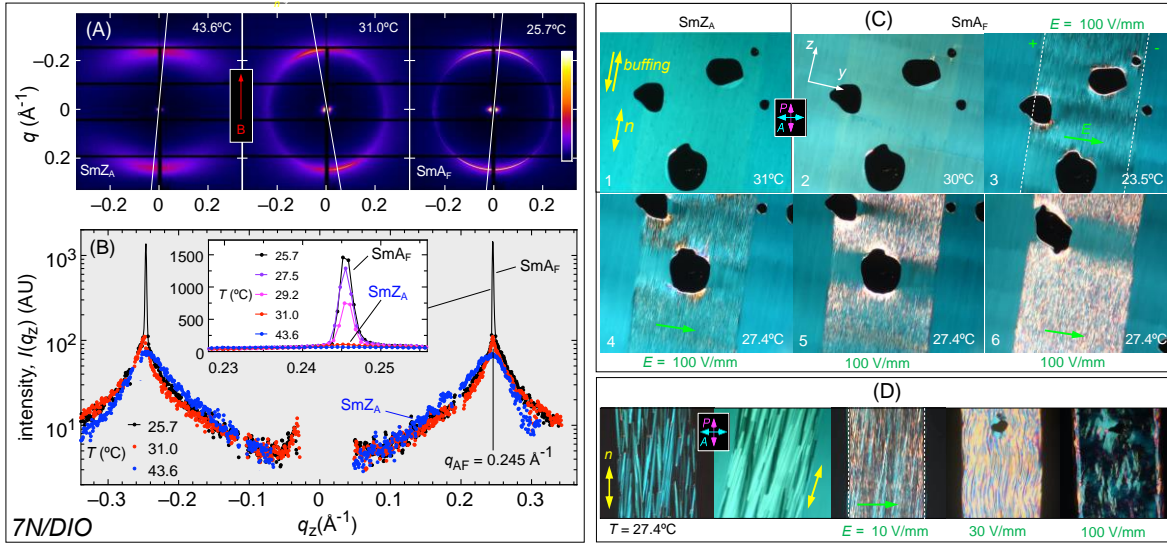 (A)
43.6ºC
31.0ºC
25.7ºC
q (Å⁻¹)
−0.2
0
0.2
B
SmZA
SmAF
−0.2 0 0.2
−0.2 0 0.2
−0.2 0 0.2
(B)
intensity, I(qz) (AU)
10³
10²
10¹
1500
1000
750
500
250
0
25.7
27.5
T (ºC) 29.2
31.0
43.6
SmAF
SmZA
0.23 0.24 0.25
SmAF
SmZA
25.7
T (ºC) 31.0
43.6
qAF = 0.245 Å⁻¹
−0.3 −0.2 −0.1 0 0.1 0.2 0.3
qz(Å⁻¹)
7N/DIO
SmZA (C) SmAF E = 100 V/mm
buffing
n
1
31ºC
z
y
P
A
2
30ºC
+
-
E
3
23.5ºC
4
27.4ºC
5
27.4ºC
6
27.4ºC
E = 100 V/mm
100 V/mm
100 V/mm
(D)
n
P
A
T = 27.4ºC
E = 10 V/mm
30 V/mm
100 V/mm